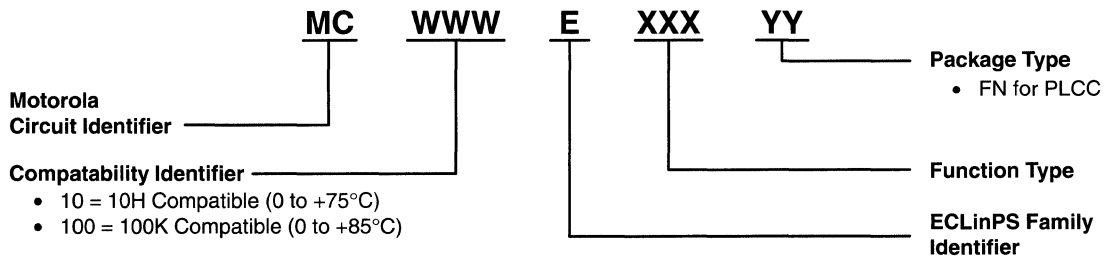 MC WWW E XXX YY
Package Type
• FN for PLCC
Motorola
Circuit Identifier
Compatability Identifier
• 10 = 10H Compatible (0 to +75°C)
• 100 = 100K Compatible (0 to +85°C)
Function Type
ECLinPS Family
Identifier